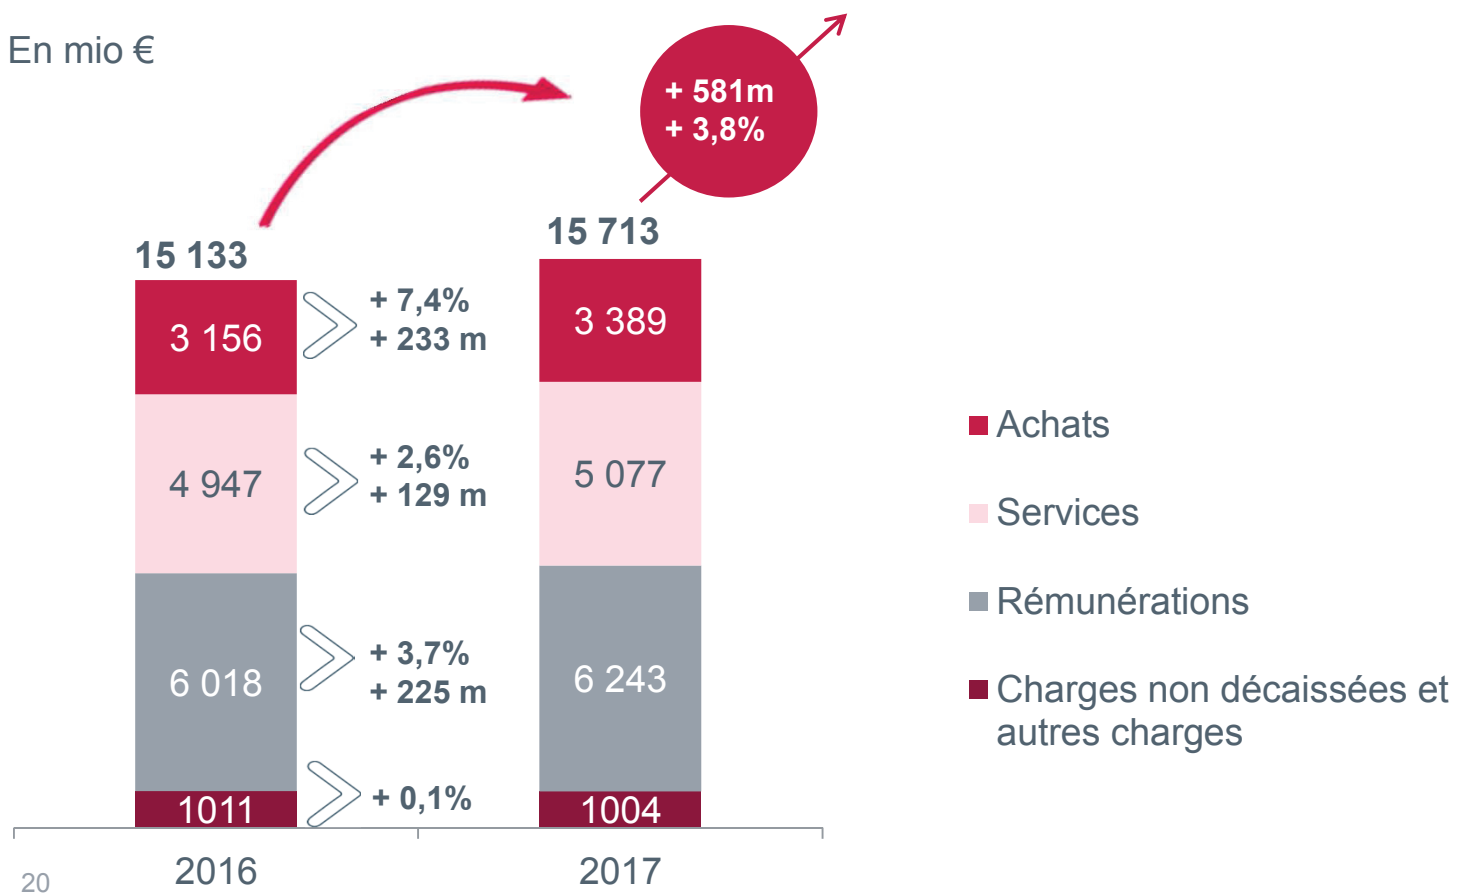 En mio €
+ 581m
+ 3,8%
15 133
15 713
3 156
+ 7,4%
+ 233 m
3 389
4 947
+ 2,6%
+ 129 m
5 077
6 018
+ 3,7%
+ 225 m
6 243
1011
+ 0,1%
1004
2016
2017
Achats
Services
Rémunérations
Charges non décaissées et
autres charges
20